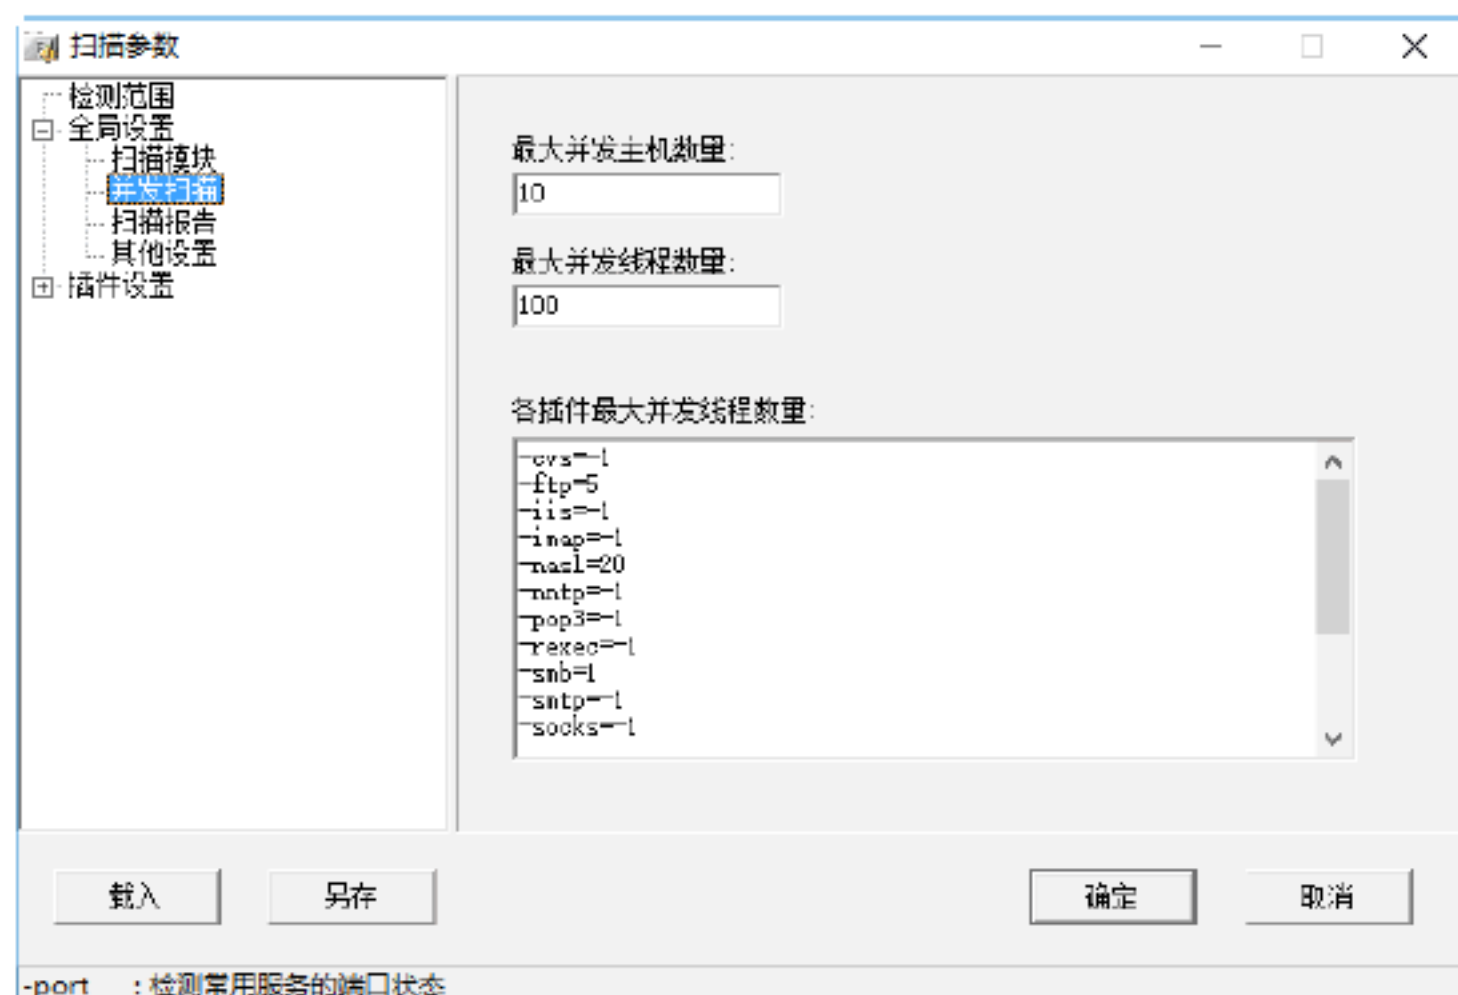 扫描参数
检测范围
全局设置
扫描模块
并发扫描
扫描报告
其他设置
插件设置
最大并发主机数量:
10
最大并发线程数量:
100
各插件最大并发线程数量:
-cvs=-1
-ftp=5
-iis=-1
-imap=-1
-nasl=20
-nntp=-1
-pop3=-1
-rexec=-1
-smb=1
-smtp=-1
-socks=-1
载入
另存
确定
取消
-port : 检测常用服务的端口状态